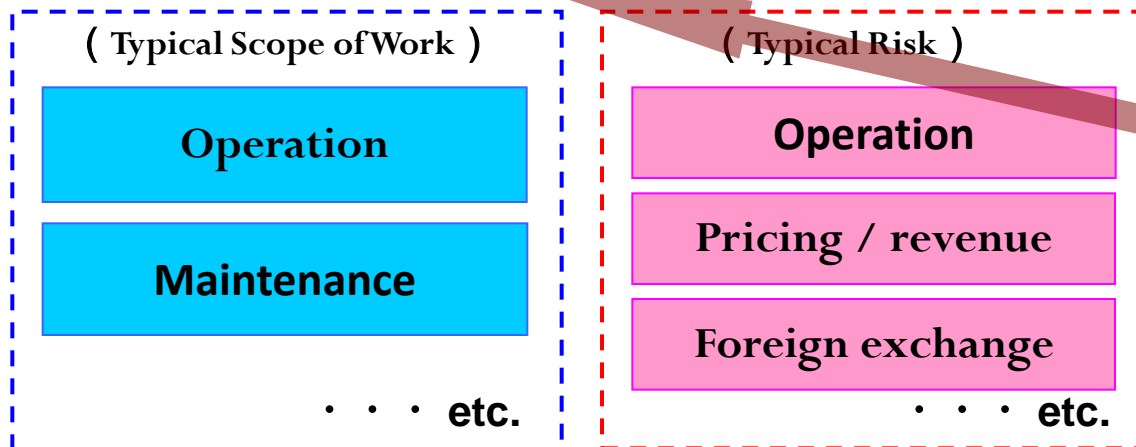 ( Typical Scope of Work )
Operation
Maintenance
・ ・ ・ etc.
( Typical Risk )
Operation
Pricing / revenue
Foreign exchange
・ ・ ・ etc.